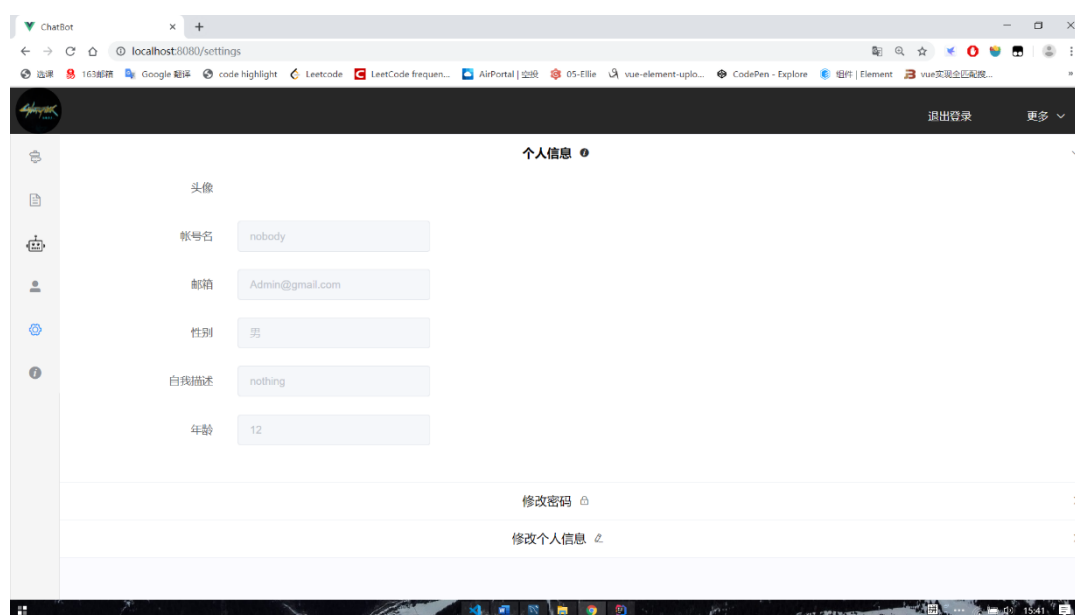 ChatBot
localhost:8080/settings
选课 163邮箱 Google 翻译 code highlight Leetcode LeetCode frequen... AirPortal | 空投 05-Ellie vue-element-uplo... CodePen - Explore 组件 | Element vue实现全匹配搜...
退出登录 更多
个人信息
头像
帐号名 nobody
邮箱 Admin@gmail.com
性别 男
自我描述 nothing
年龄 12
修改密码
修改个人信息
拼 15:41